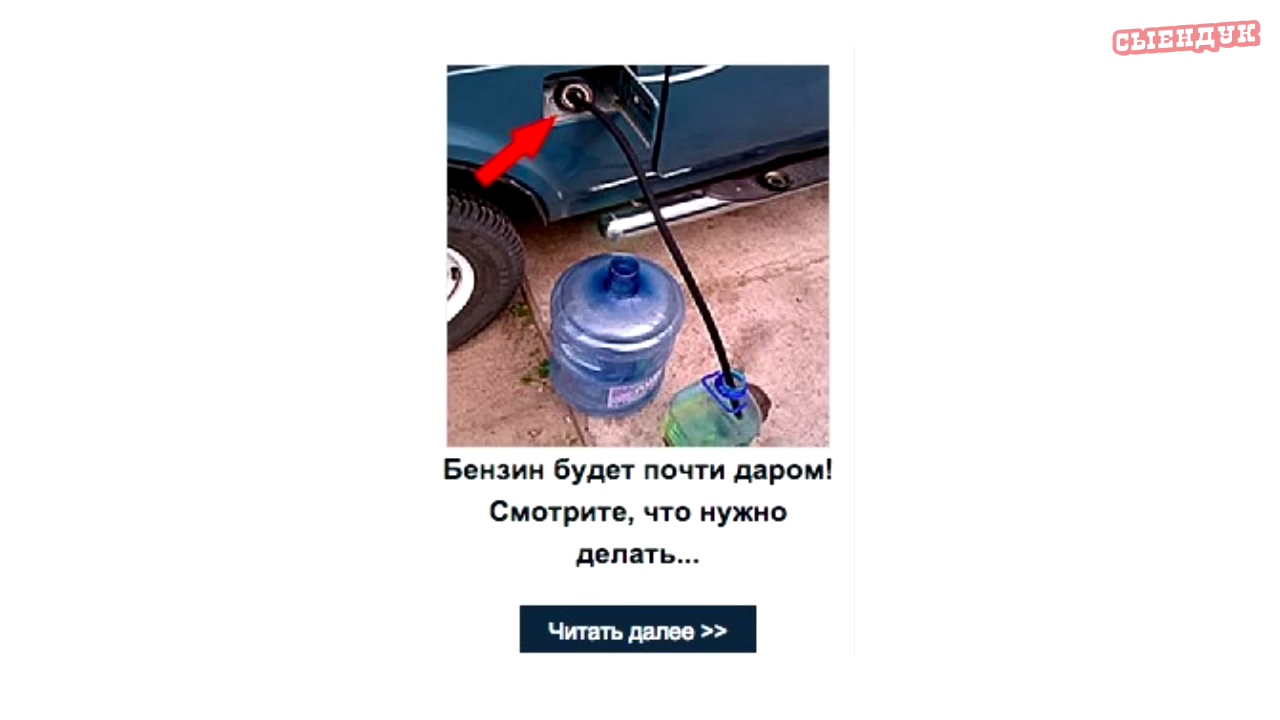 СЫЕНДУК
Бензин будет почти даром!
Смотрите, что нужно
делать...
Читать далее >>